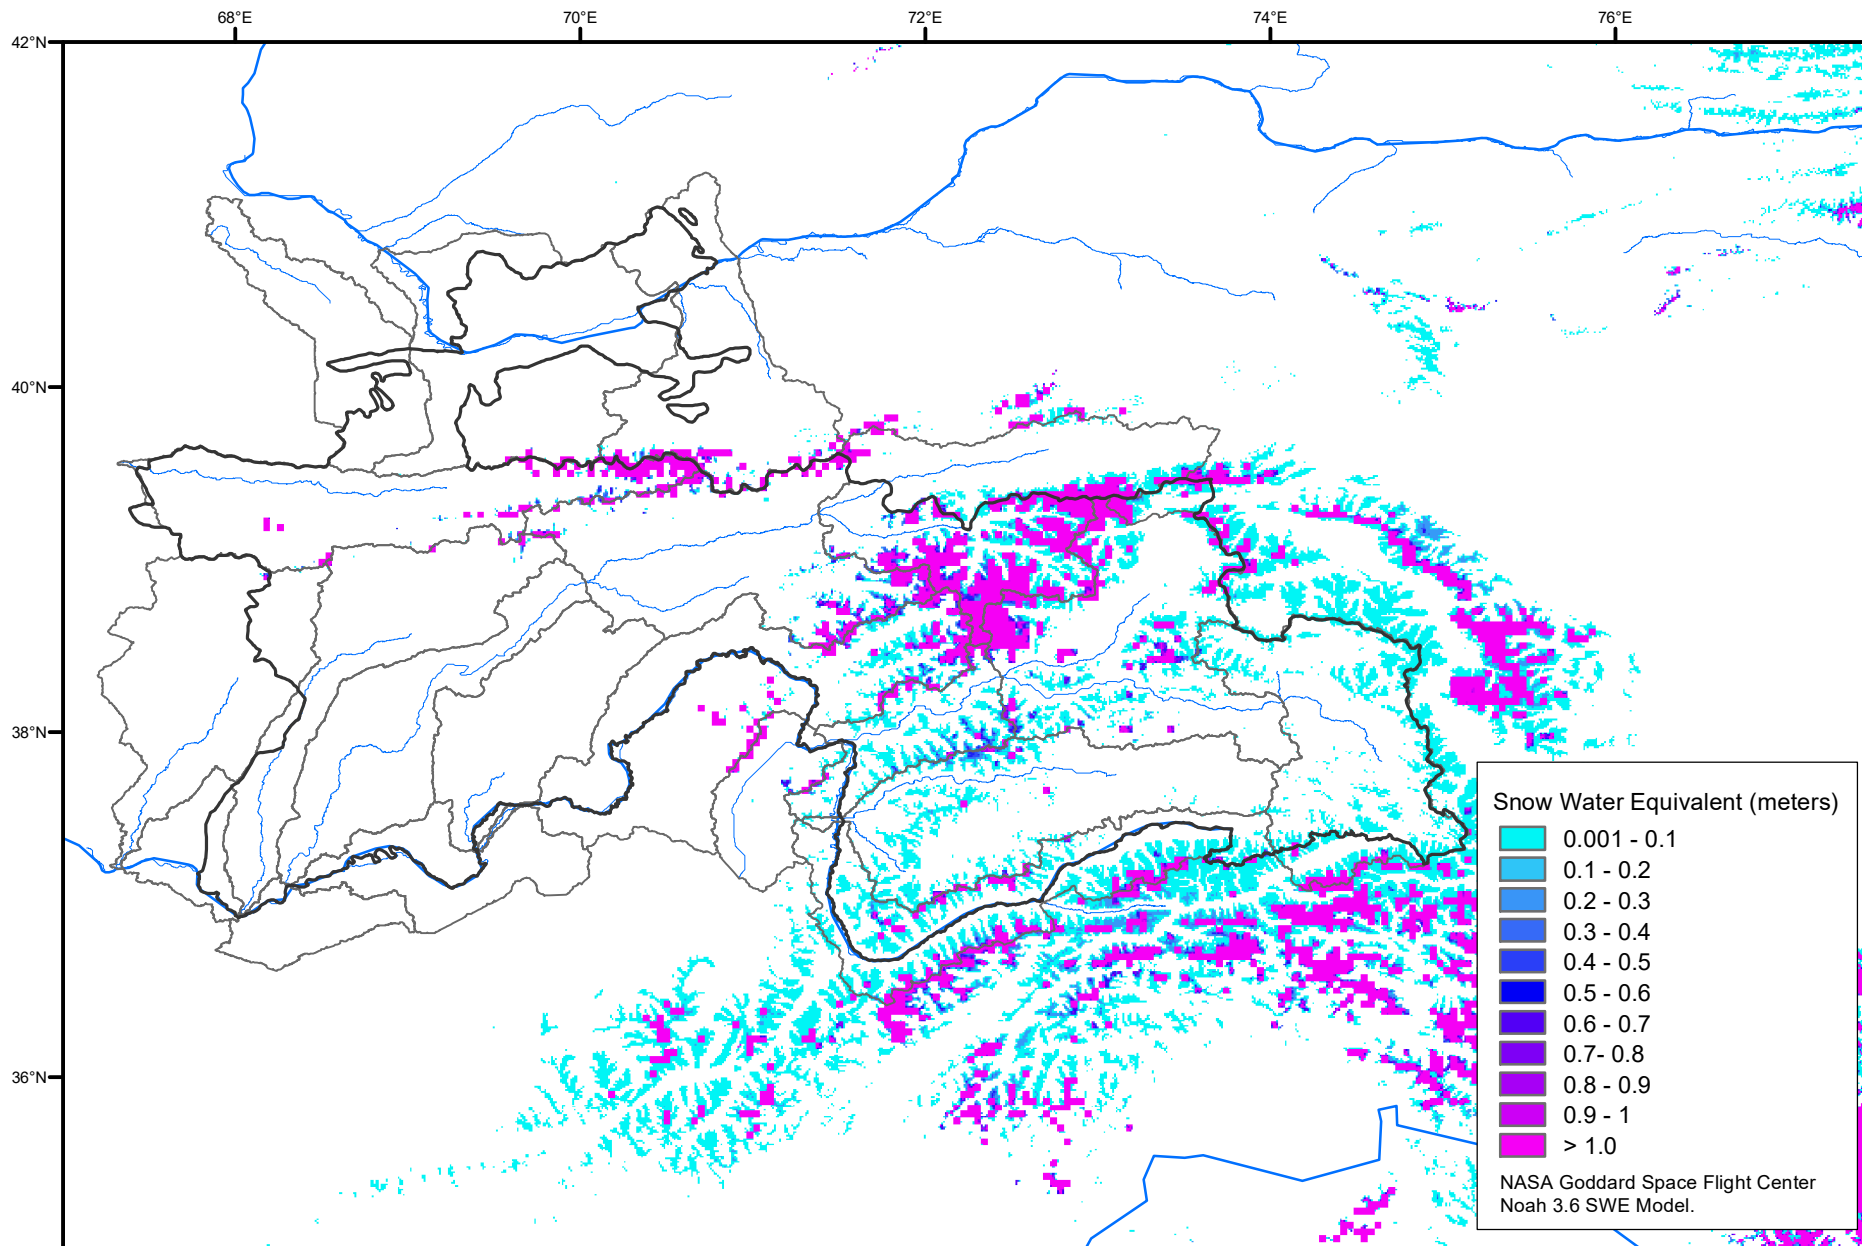 68°E 70°E 72°E 74°E 76°E
42°N
40°N
38°N
36°N
Snow Water Equivalent (meters)
0.001 - 0.1
0.1 - 0.2
0.2 - 0.3
0.3 - 0.4
0.4 - 0.5
0.5 - 0.6
0.6 - 0.7
0.7- 0.8
0.8 - 0.9
0.9 - 1
> 1.0
NASA Goddard Space Flight Center
Noah 3.6 SWE Model.